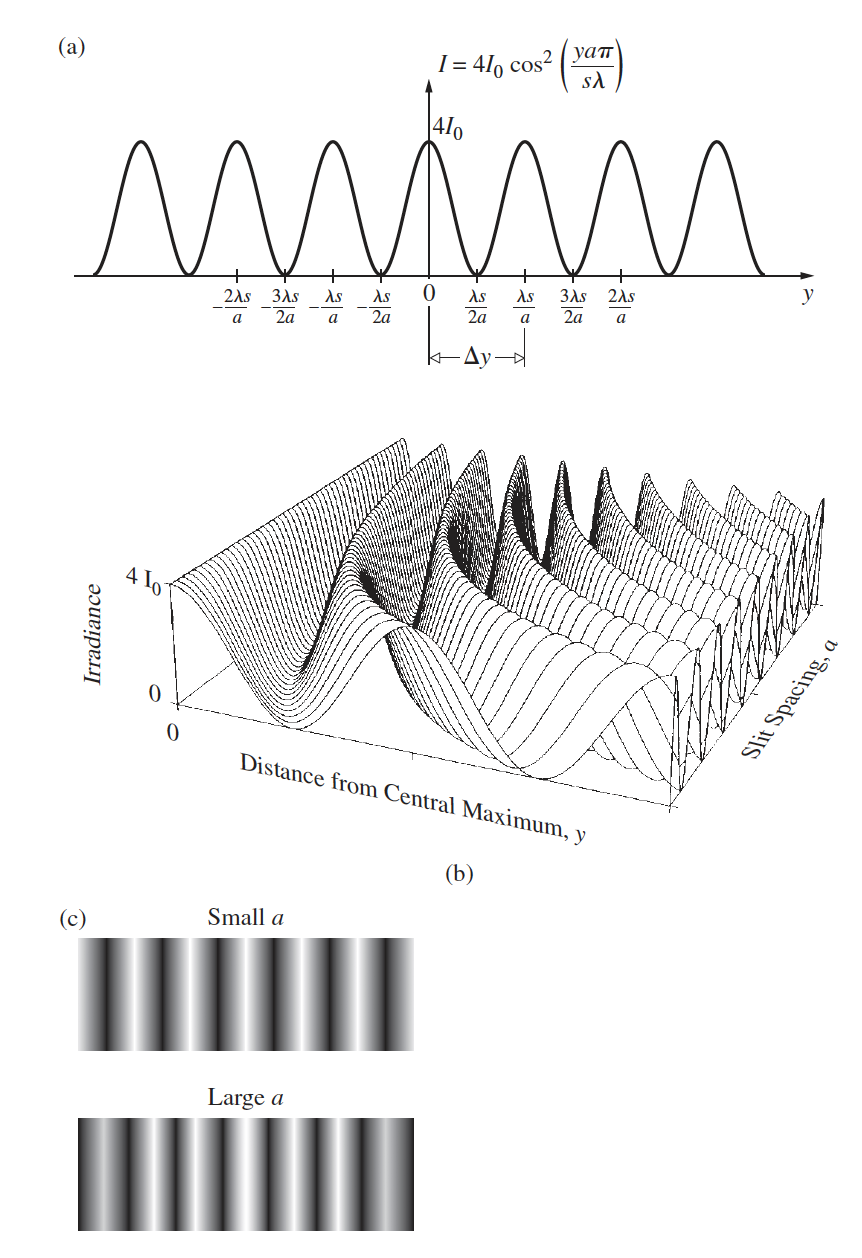 (a)
I = 4I₀ cos² (yaπ/sλ)
4I₀
-2λs/a -3λs/2a -λs/a -λs/2a 0 λs/2a λs/a 3λs/2a 2λs/a y
Δy
4 I₀
Irradiance
0
0
Distance from Central Maximum, y
Slit Spacing, a
(b)
(c)
Small a
Large a